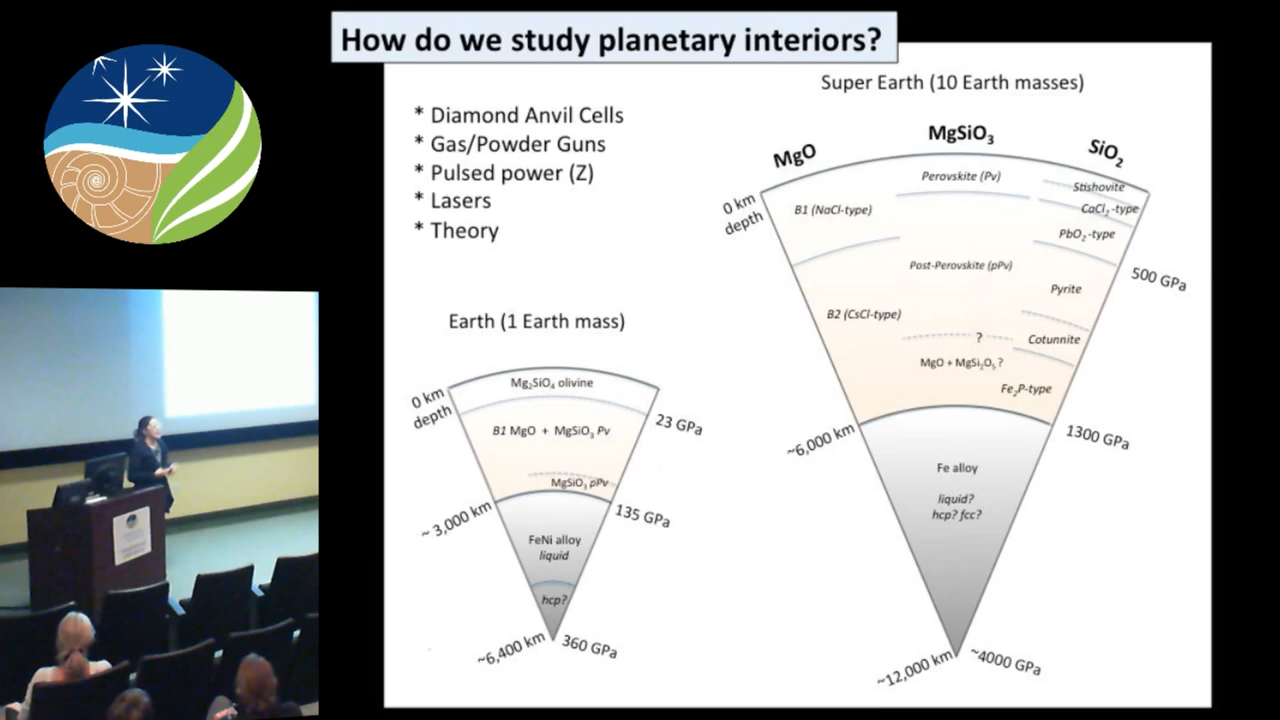 How do we study planetary interiors?
* Diamond Anvil Cells
* Gas/Powder Guns
* Pulsed power (Z)
* Lasers
* Theory
Earth (1 Earth mass)
0 km
depth
Mg₂SiO₄ olivine
23 GPa
B1 MgO + MgSiO₃ Pv
MgSiO₃ pPv
~ 3,000 km
135 GPa
FeNi alloy
liquid
hcp?
~6,400 km
360 GPa
Super Earth (10 Earth masses)
MgO
MgSiO₃
SiO₂
0 km
depth
Perovskite (Pv)
Stishovite
B1 (NaCl-type)
CaCl₂-type
PbO₂-type
500 GPa
Post-Perovskite (pPv)
Pyrite
B2 (CsCl-type)
?
Cotunnite
MgO + MgSi₂O₅ ?
Fe₂P-type
~6,000 km
1300 GPa
Fe alloy
liquid?
hcp? fcc?
~12,000 km
~4000 GPa